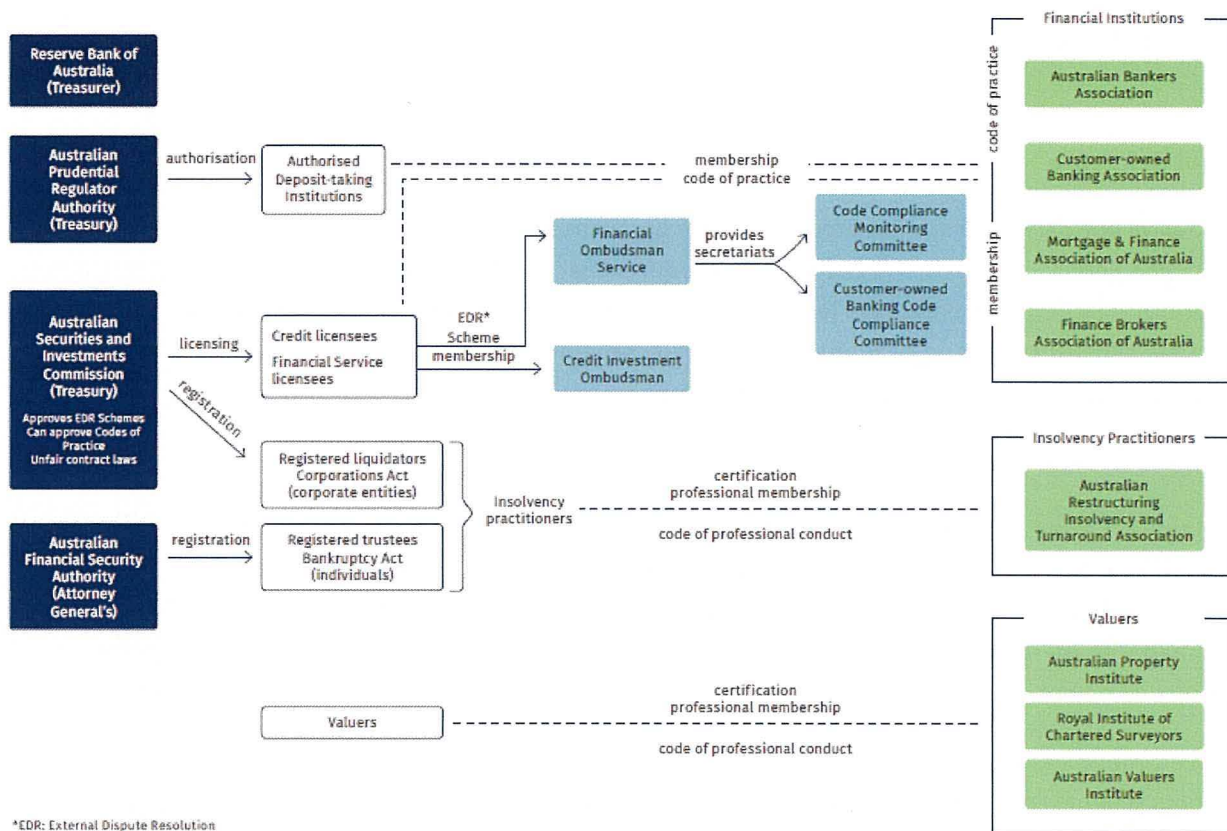 Reserve Bank of
Australia
(Treasurer)
Australian
Prudential
Regulator
Authority
(Treasury)
authorisation
Authorised
Deposit-taking
Institutions
membership
code of practice
Financial
Ombudsman
Service
provides
secretariats
Code Compliance
Monitoring
Committee
Customer-owned
Banking Code
Compliance
Committee
Australian
Securities and
Investments
Commission
(Treasury)
Approves EDR Schemes
Can approve Codes of
Practice
Unfair contract laws
licensing
Credit licensees
Financial Service
licensees
EDR*
Scheme
membership
Credit Investment
Ombudsman
registration
Registered liquidators
Corporations Act
(corporate entities)
Insolvency
practitioners
certification
professional membership
code of professional conduct
Australian
Financial Security
Authority
(Attorney
General's)
registration
Registered trustees
Bankruptcy Act
(individuals)
Valuers
certification
professional membership
code of professional conduct
Financial Institutions
code of practice
membership
Australian Bankers
Association
Customer-owned
Banking Association
Mortgage & Finance
Association of Australia
Finance Brokers
Association of Australia
Insolvency Practitioners
Australian
Restructuring
Insolvency and
Turnaround Association
Valuers
Australian Property
Institute
Royal Institute of
Chartered Surveyors
Australian Valuers
Institute
*EDR: External Dispute Resolution